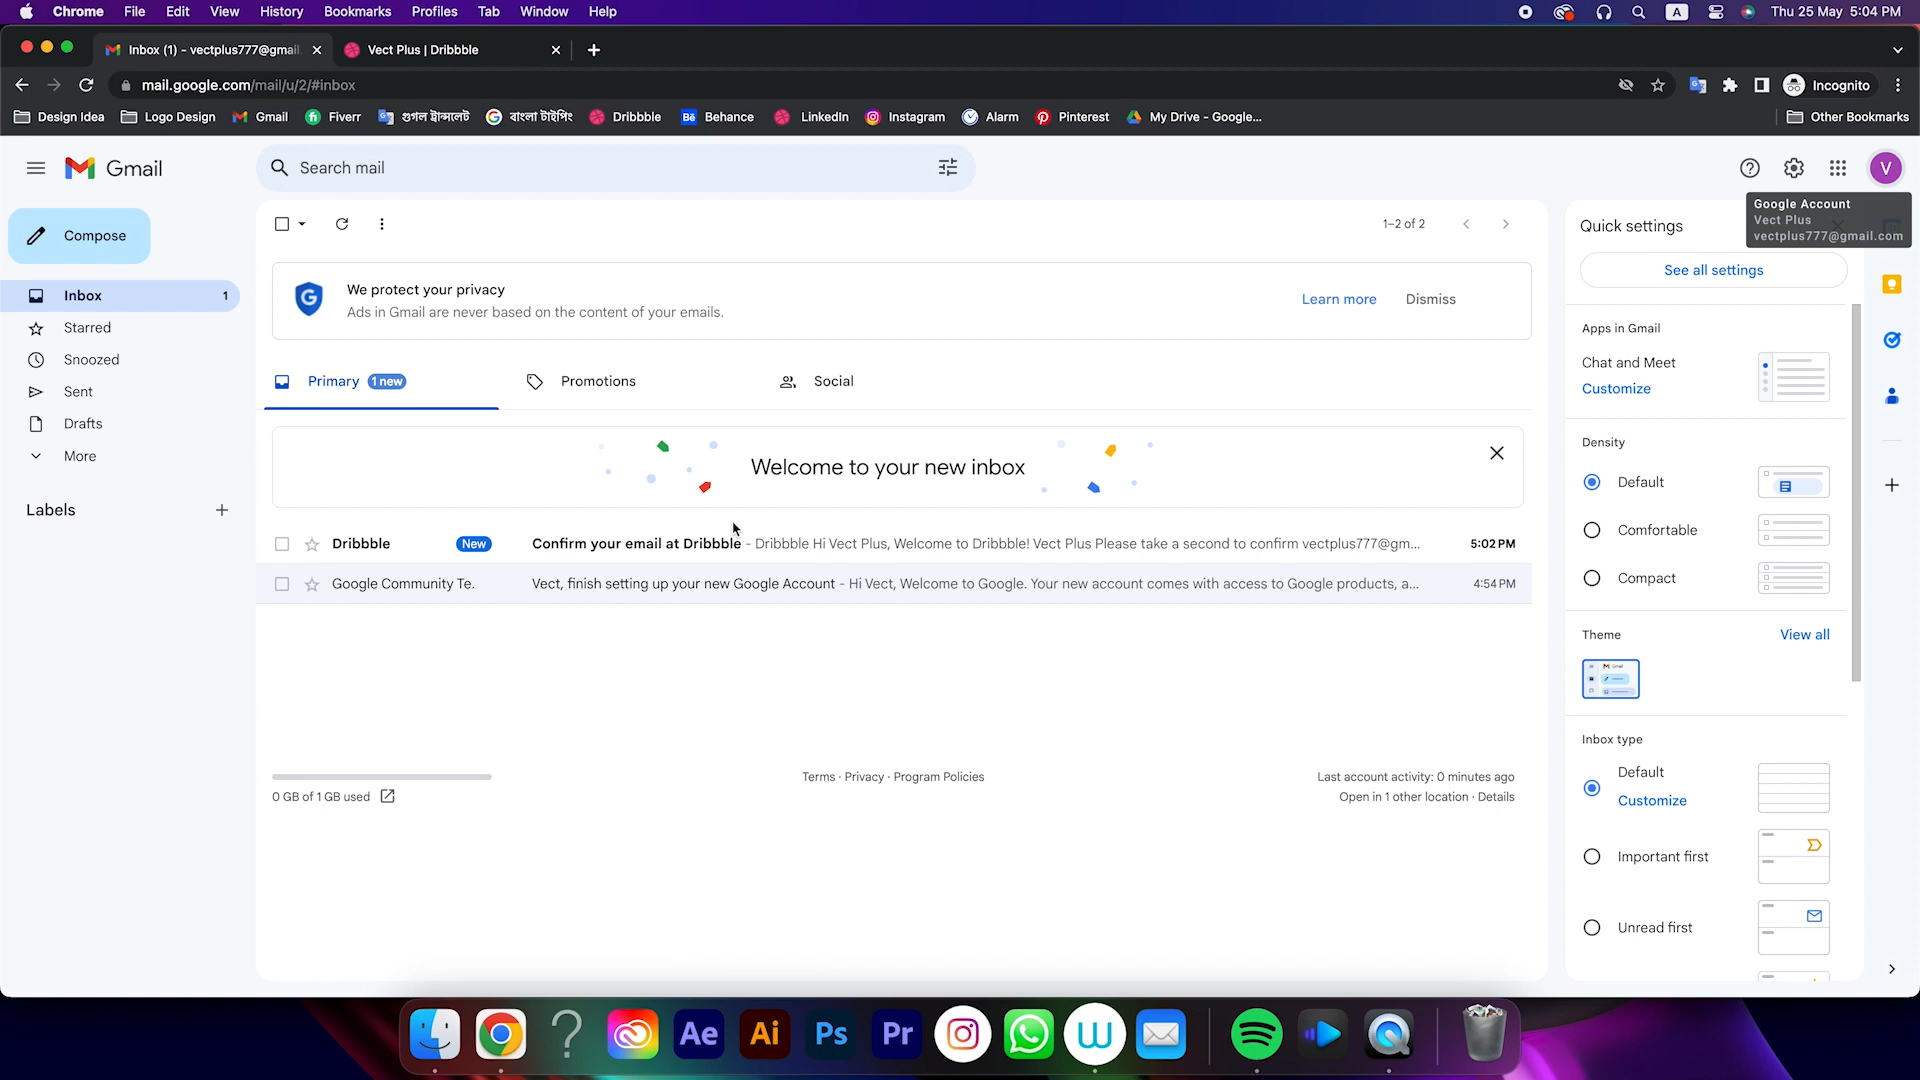 Chrome File Edit View History Bookmarks Profiles Tab Window Help A Thu 25 May 5:04 PM
Inbox (1) - vectplus777@gmail. Vect Plus | Dribbble
mail.google.com/mail/u/2/#inbox Incognito
Design Idea Logo Design Gmail Fiverr গুগল ট্রান্সলেট বাংলা টাইপিং Dribbble Bē Behance LinkedIn Instagram Alarm Pinterest My Drive - Google... Other Bookmarks
Gmail Search mail V
Google Account
Vect Plus
vectplus777@gmail.com
Compose
Inbox 1
Starred
Snoozed
Sent
Drafts
More
Labels
1–2 of 2
We protect your privacy
Ads in Gmail are never based on the content of your emails.
Learn more Dismiss
Primary 1 new Promotions Social
Welcome to your new inbox
Dribbble New Confirm your email at Dribbble - Dribbble Hi Vect Plus, Welcome to Dribbble! Vect Plus Please take a second to confirm vectplus777@gm... 5:02 PM
Google Community Te. Vect, finish setting up your new Google Account - Hi Vect, Welcome to Google. Your new account comes with access to Google products, a... 4:54 PM
0 GB of 1 GB used
Terms · Privacy · Program Policies
Last account activity: 0 minutes ago
Open in 1 other location · Details
Quick settings
See all settings
Apps in Gmail
Chat and Meet
Customize
Density
Default
Comfortable
Compact
Theme View all
Inbox type
Default
Customize
Important first
Unread first
? Ae Ai Ps Pr W